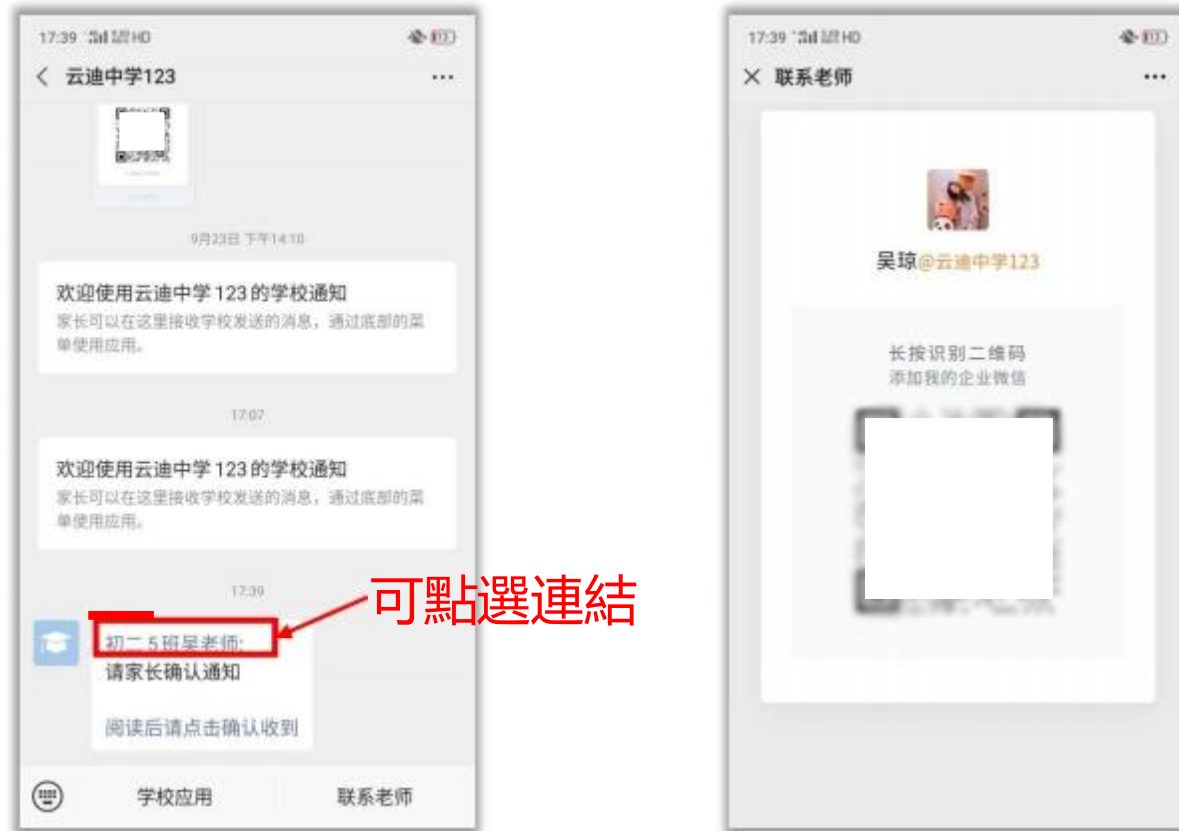 17:39
HD
云迪中学123
9月23日 下午14:10
欢迎使用云迪中学 123 的学校通知
家长可以在这里接收学校发送的消息，通过底部的菜
单使用应用。
17:07
欢迎使用云迪中学 123 的学校通知
家长可以在这里接收学校发送的消息，通过底部的菜
单使用应用。
17:39
可點選連結
初二 5 班吴老师:
请家长确认通知
阅读后请点击确认收到
学校应用
联系老师
17:39
HD
联系老师
吴琼@云迪中学123
长按识别二维码
添加我的企业微信